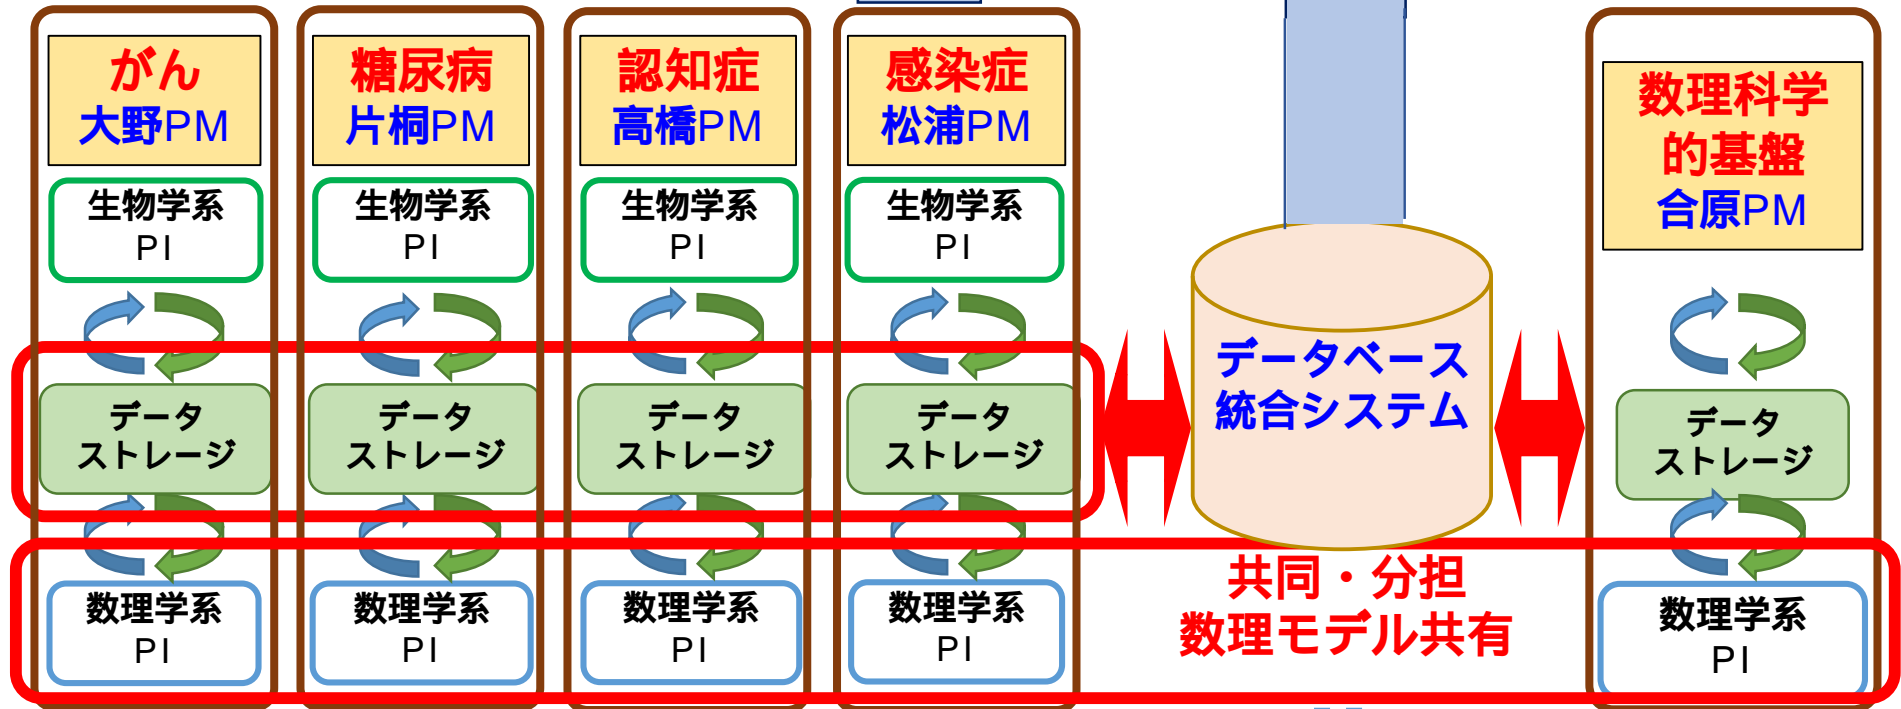 がん
大野PM
生物学系
PI
データ
ストレージ
数理学系
PI
糖尿病
片桐PM
生物学系
PI
データ
ストレージ
数理学系
PI
認知症
高橋PM
生物学系
PI
データ
ストレージ
数理学系
PI
感染症
松浦PM
生物学系
PI
データ
ストレージ
数理学系
PI
データベース
統合システム
共同・分担
数理モデル共有
数理科学
的基盤
合原PM
データ
ストレージ
数理学系
PI